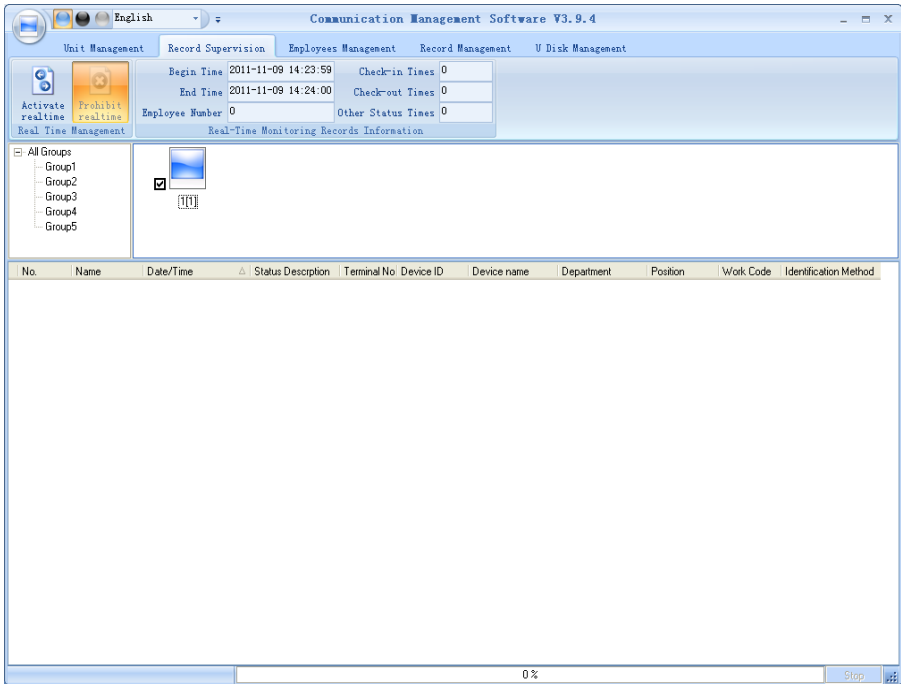 English
Communication Management Software V3.9.4
Unit Management Record Supervision Employees Management Record Management U Disk Management
Begin Time 2011-11-09 14:23:59 Check-in Times 0
End Time 2011-11-09 14:24:00 Check-out Times 0
Employee Number 0 Other Status Times 0
Activate realtime
Prohibit realtime
Real Time Management Real-Time Monitoring Records Information
All Groups
Group1
Group2
Group3
Group4
Group5
1[1]
No. Name Date/Time Status Descrption Terminal No Device ID Device name Department Position Work Code Identification Method
0 % Stop